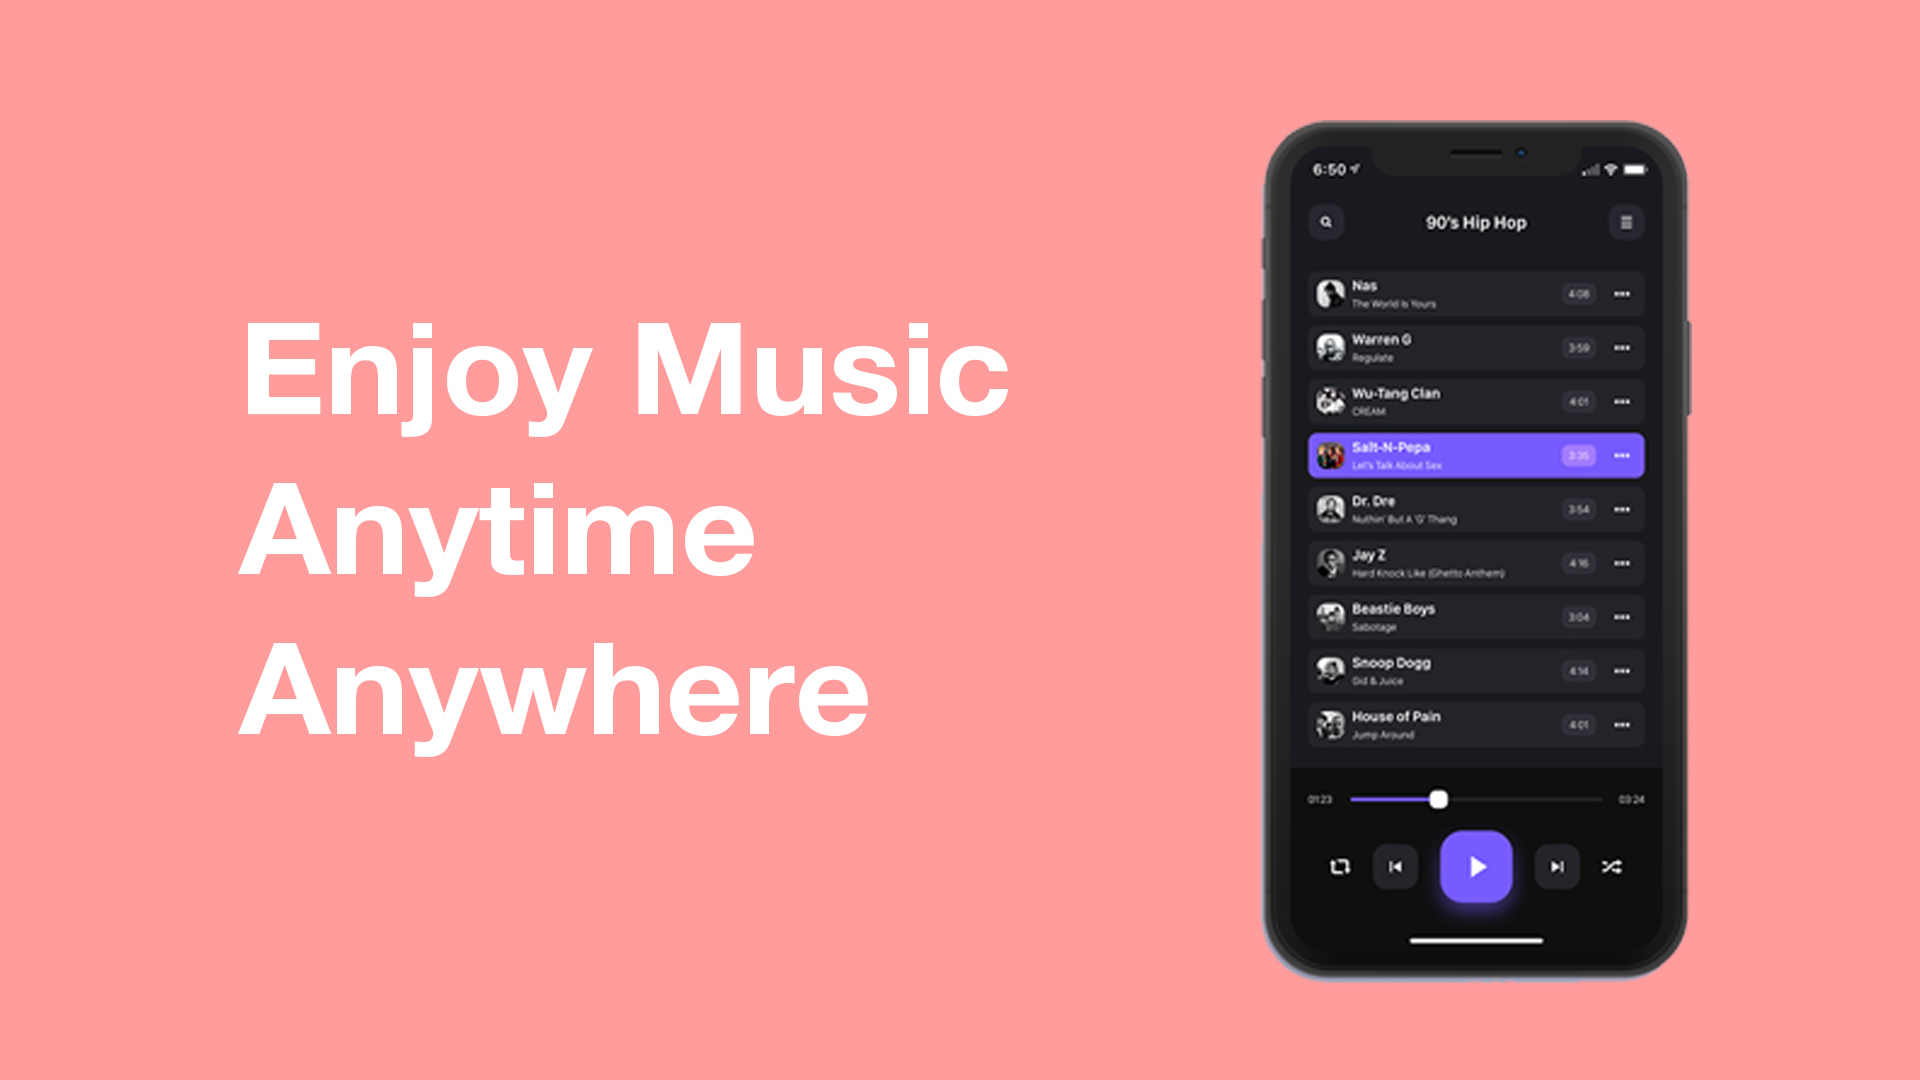 Enjoy Music
Anytime
Anywhere
6:50
90's Hip Hop
Nas
The World Is Yours
4:08
Warren G
Regulate
3:59
Wu-Tang Clan
CREAM
4:01
Salt-N-Pepa
Let's Talk About Sex
3:35
Dr. Dre
Nuthin' But A 'G' Thang
3:54
Jay Z
Hard Knock Like (Ghetto Anthem)
4:16
Beastie Boys
Sabotage
3:04
Snoop Dogg
Gid & Juice
4:14
House of Pain
Jump Around
4:01
01:23
03:24